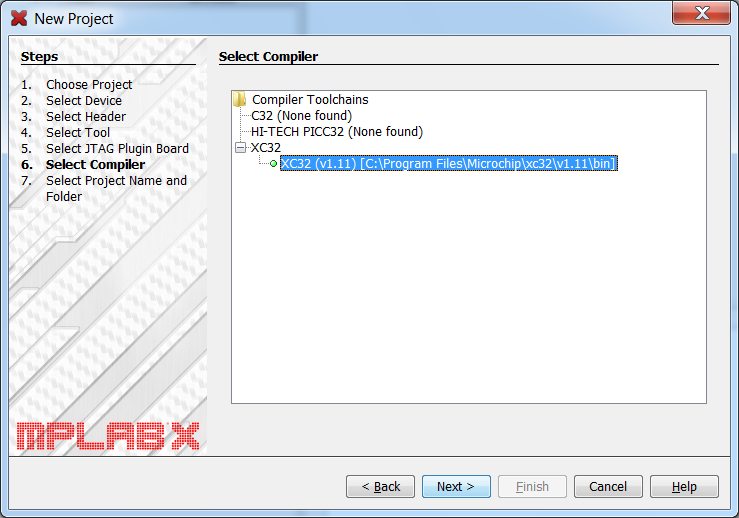 New Project
Steps
1. Choose Project
2. Select Device
3. Select Header
4. Select Tool
5. Select JTAG Plugin Board
6. Select Compiler
7. Select Project Name and
Folder
MPLAB X
Select Compiler
Compiler Toolchains
C32 (None found)
HI-TECH PICC32 (None found)
XC32
XC32 (v1.11) [C:\Program Files\Microchip\xc32\v1.11\bin]
< Back
Next >
Finish
Cancel
Help